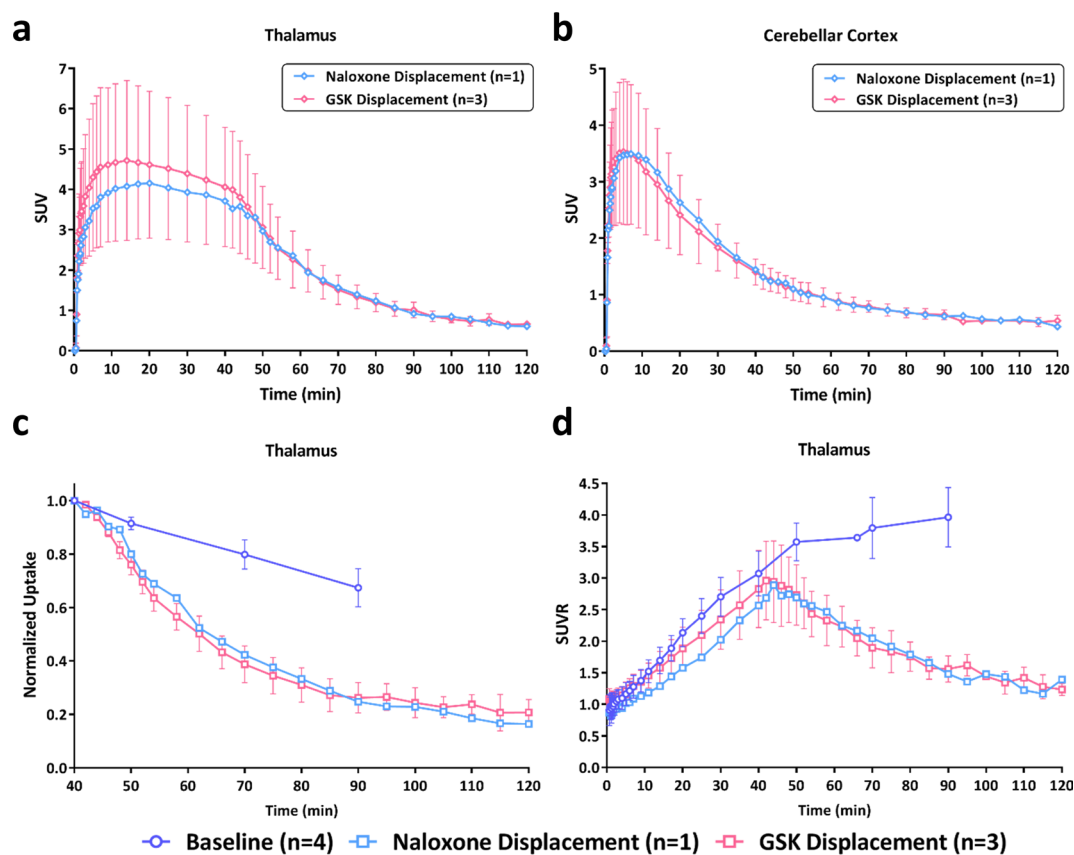 a
Thalamus
Naloxone Displacement (n=1)
GSK Displacement (n=3)
SUV
7
6
5
4
3
2
1
0
0 10 20 30 40 50 60 70 80 90 100 110 120
Time (min)
b
Cerebellar Cortex
Naloxone Displacement (n=1)
GSK Displacement (n=3)
SUV
5
4
3
2
1
0
0 10 20 30 40 50 60 70 80 90 100 110 120
Time (min)
c
Thalamus
Normalized Uptake
1.0
0.8
0.6
0.4
0.2
0.0
40 50 60 70 80 90 100 110 120
Time (min)
d
Thalamus
SUVR
4.5
4.0
3.5
3.0
2.5
2.0
1.5
1.0
0.5
0.0
0 10 20 30 40 50 60 70 80 90 100 110 120
Time (min)
Baseline (n=4) Naloxone Displacement (n=1) GSK Displacement (n=3)